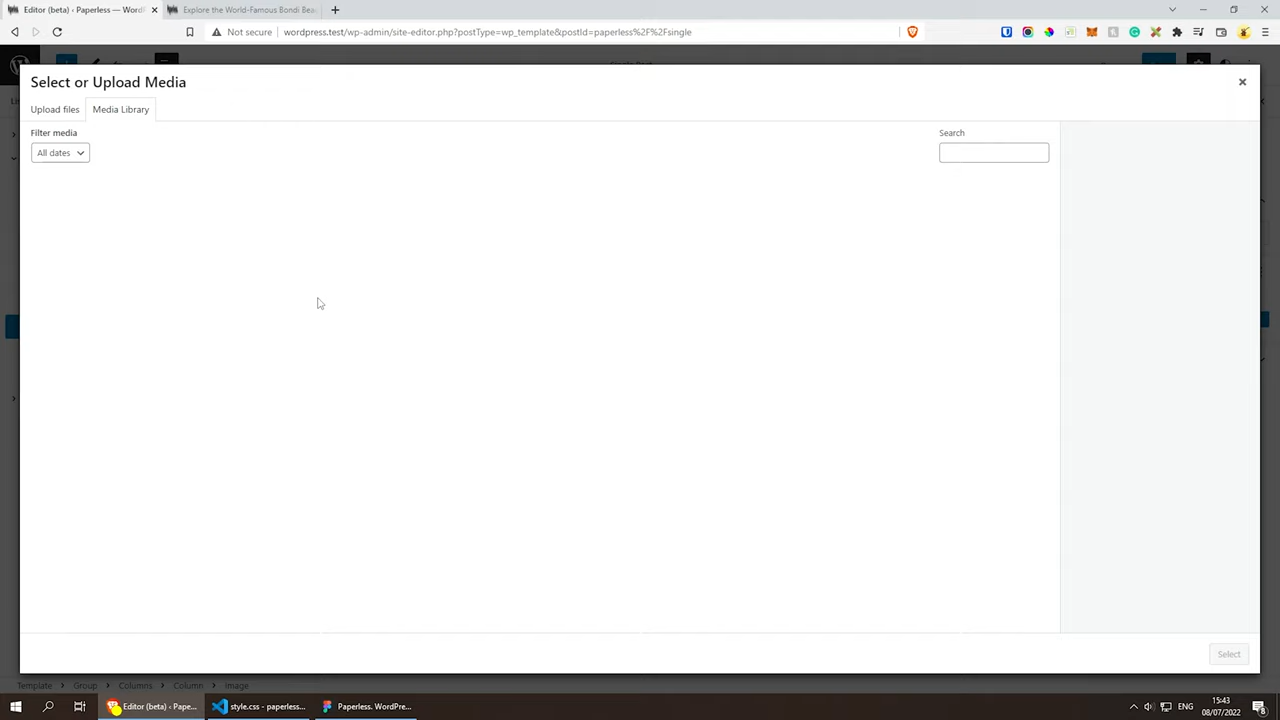 Editor (beta) ‹ Paperless — WordP
Explore the World-Famous Bondi Bea
Not secure
wordpress.test/wp-admin/site-editor.php?postType=wp_template&postId=paperless%2F%2Fsingle
Select or Upload Media
Upload files
Media Library
Filter media
Search
All dates
Select
Template > Group > Columns > Column > Image
Editor (beta) ‹ Pape...
style.css - paperless...
Paperless. WordPre...
ENG
15:43
08/07/2022